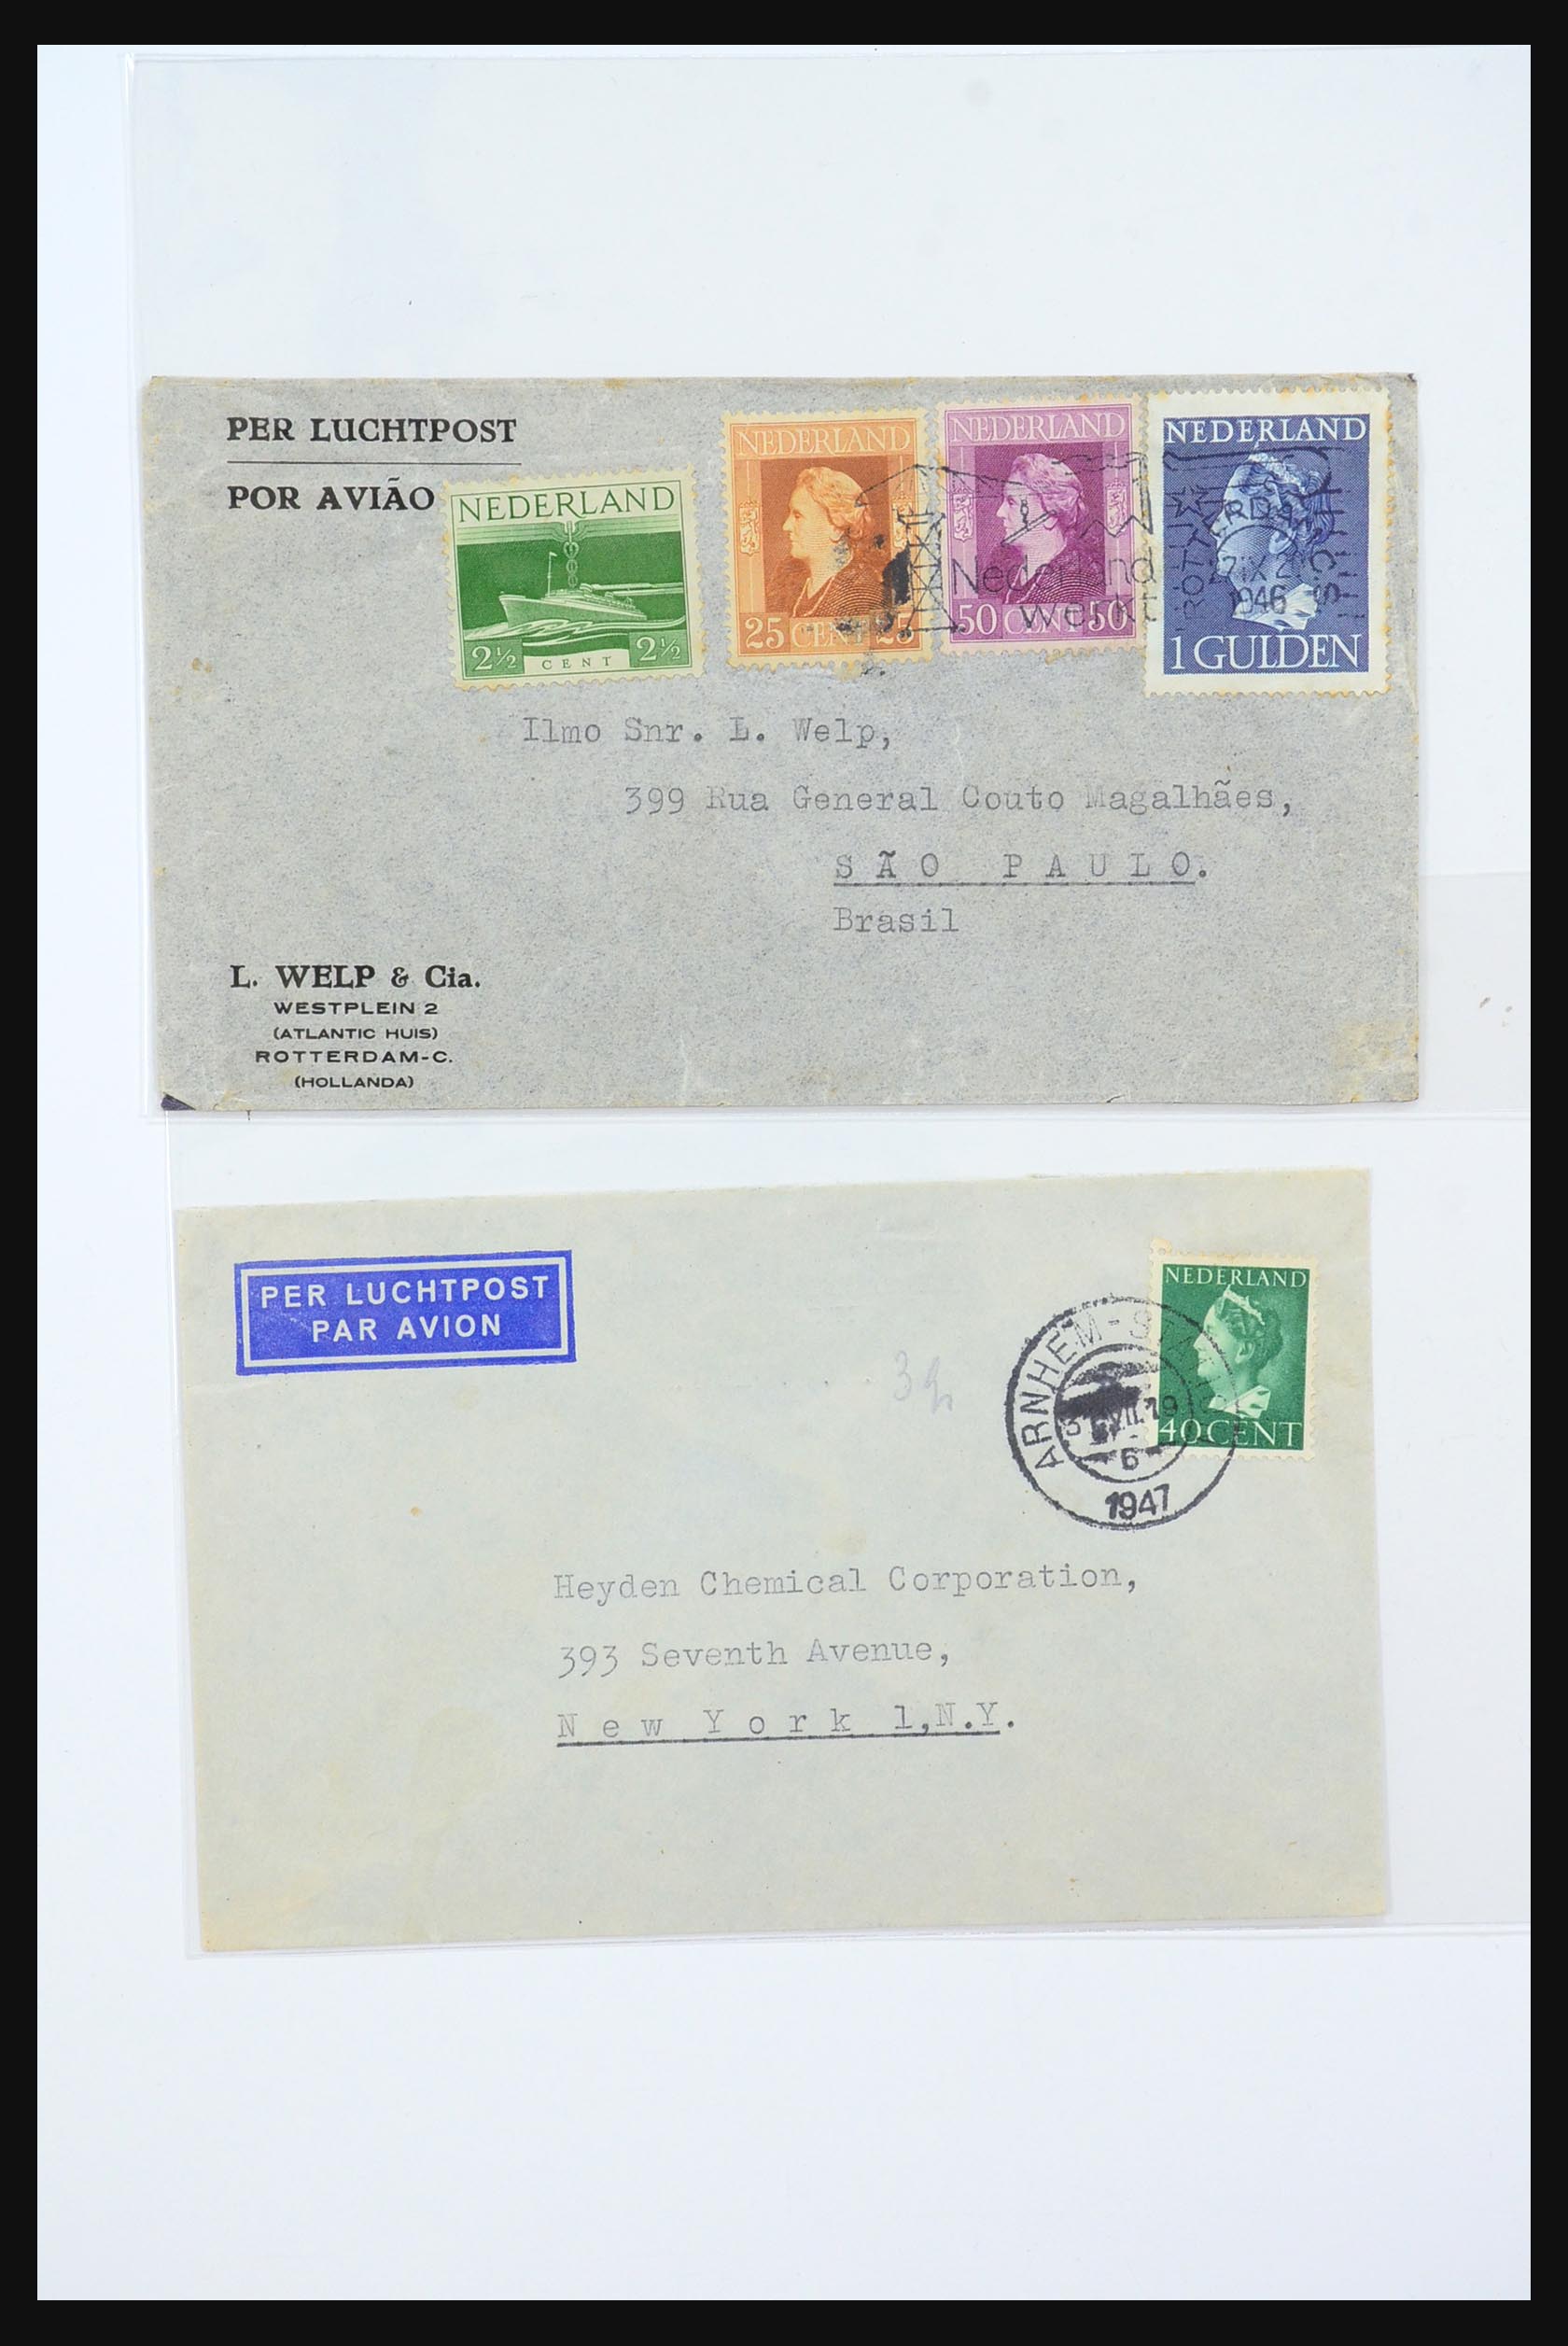 PER LUCHTPOST
POR AVIÃO
NEDERLAND
2½ CENT 2½
NEDERLAND
25 CENT 25
NEDERLAND
50 CENT 50
NEDERLAND
1 GULDEN
Nederland
werkt
1946
Ilmo Snr. L. Welp,
399 Rua General Couto Magalhães,
SÃO PAULO.
Brasil
L. WELP & Cia.
WESTPLEIN 2
(ATLANTIC HUIS)
ROTTERDAM-C.
(HOLLANDA)
PER LUCHTPOST
PAR AVION
NEDERLAND
40 CENT
ARNHEM-
6
1947
Heyden Chemical Corporation,
393 Seventh Avenue,
New York 1,N.Y.